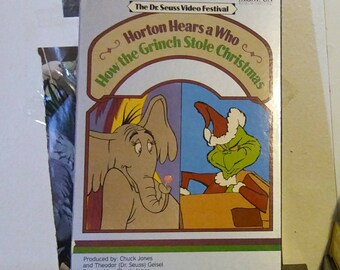 The Dr. Seuss Video Festival
Horton Hears a Who
How the Grinch Stole Christmas
Produced by Chuck Jones
and Theodor (Dr. Seuss) Geisel